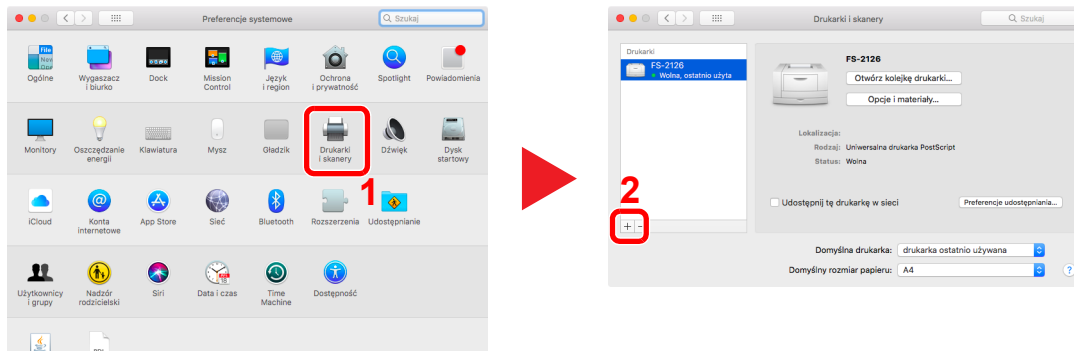 Preferencje systemowe
Szukaj
File
Nev
Ope
Ogólne
Wygaszacz
i biurko
Dock
Mission
Control
Język
i region
Ochrona
i prywatność
Spotlight
Powiadomienia
Monitory
Oszczędzanie
energii
Klawiatura
Mysz
Gładzik
Drukarki
i skanery
Dźwięk
Dysk
startowy
1
iCloud
Konta
internetowe
App Store
Sieć
Bluetooth
Rozszerzenia
Udostępnianie
Użytkownicy
i grupy
Nadzór
rodzicielski
Siri
Data i czas
Time
Machine
Dostępność
Drukarki i skanery
Szukaj
Drukarki
FS-2126
Wolna, ostatnio użyta
FS-2126
Otwórz kolejkę drukarki...
Opcje i materiały...
Lokalizacja:
Rodzaj: Uniwersalna drukarka PostScript
Status: Wolna
2
+ −
Udostępnij tę drukarkę w sieci
Preferencje udostępniania...
Domyślna drukarka: drukarka ostatnio używana
Domyślny rozmiar papieru: A4
?